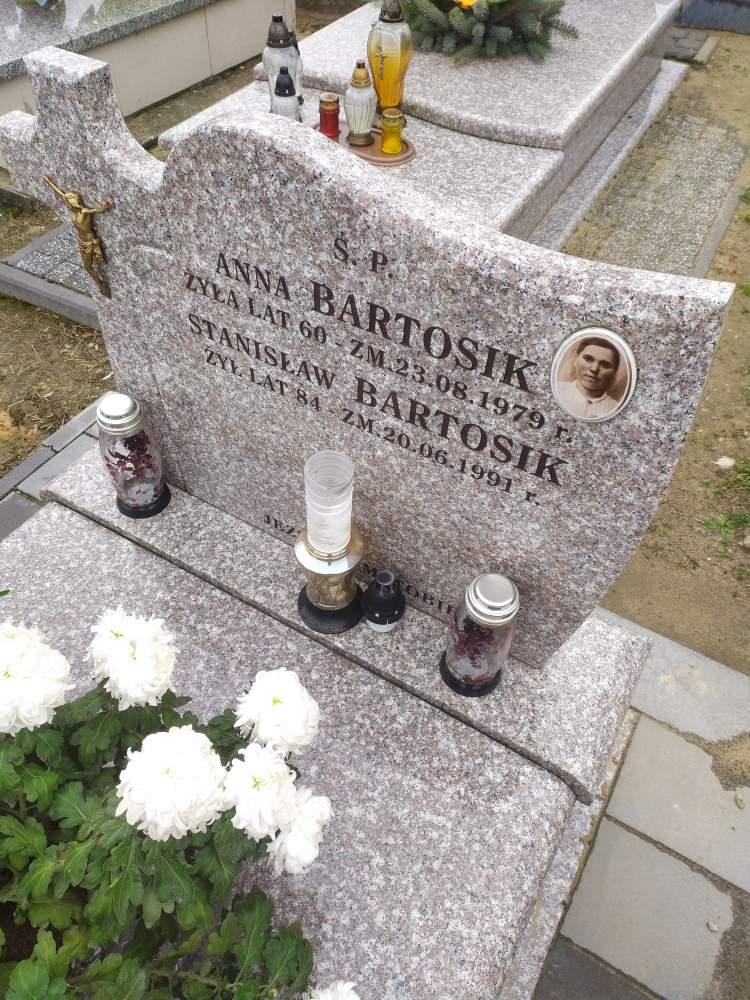 Ś. P.
ANNA BARTOSIK
ŻYŁA LAT 60 - ZM.23.08.1979 r.
STANISŁAW BARTOSIK
ŻYŁ LAT 84 - ZM.20.06.1991 r.